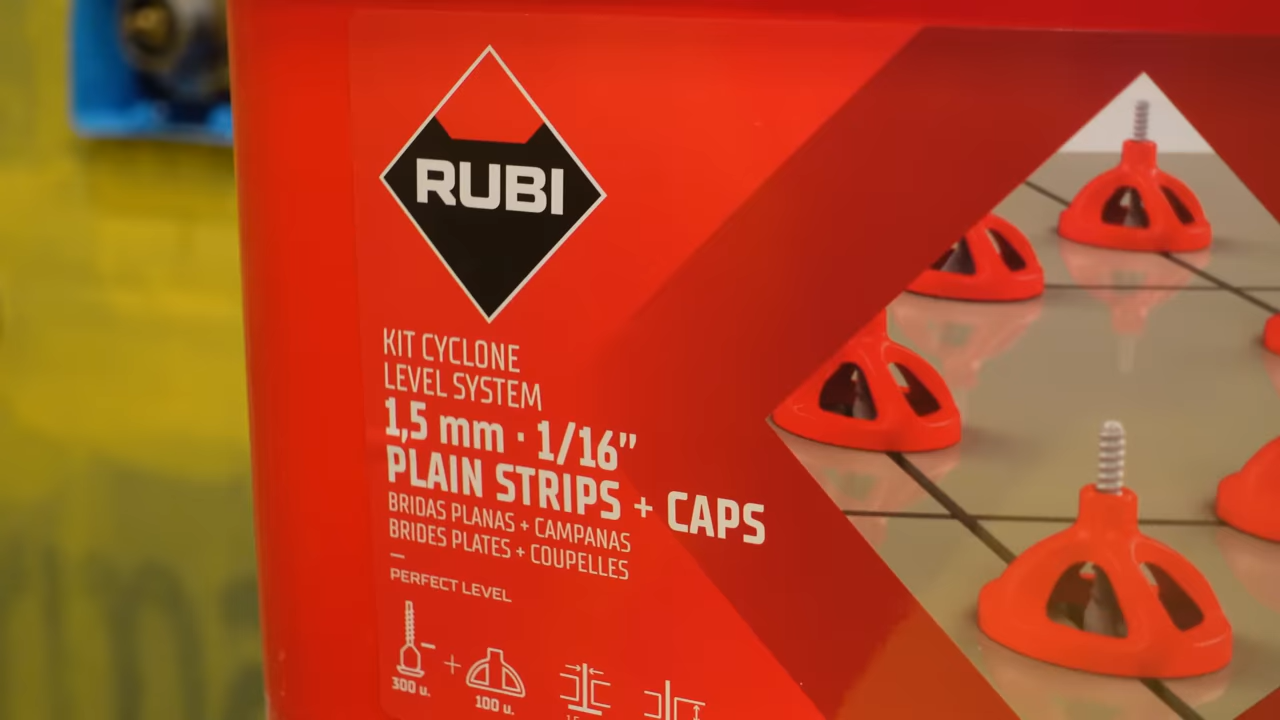 RUBI
KIT CYCLONE
LEVEL SYSTEM
1,5 mm · 1/16”
PLAIN STRIPS + CAPS
BRIDAS PLANAS + CAMPANAS
BRIDES PLATES + COUPELLES
PERFECT LEVEL
300 u.
100 u.